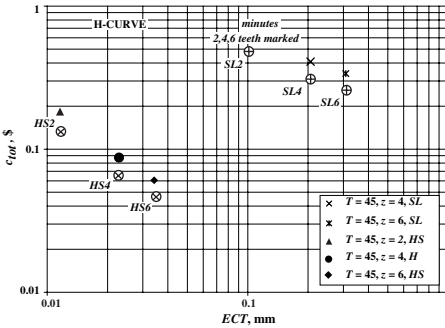 1
H-CURVE
minutes
2,4,6 teeth marked
SL2
SL4
SL6
HS2
HS4
HS6
0.1
0.01
c_tot, $
T = 45, z = 4, SL
T = 45, z = 6, SL
T = 45, z = 2, HS
T = 45, z = 4, H
T = 45, z = 6, HS
0.01 0.1 1
ECT, mm